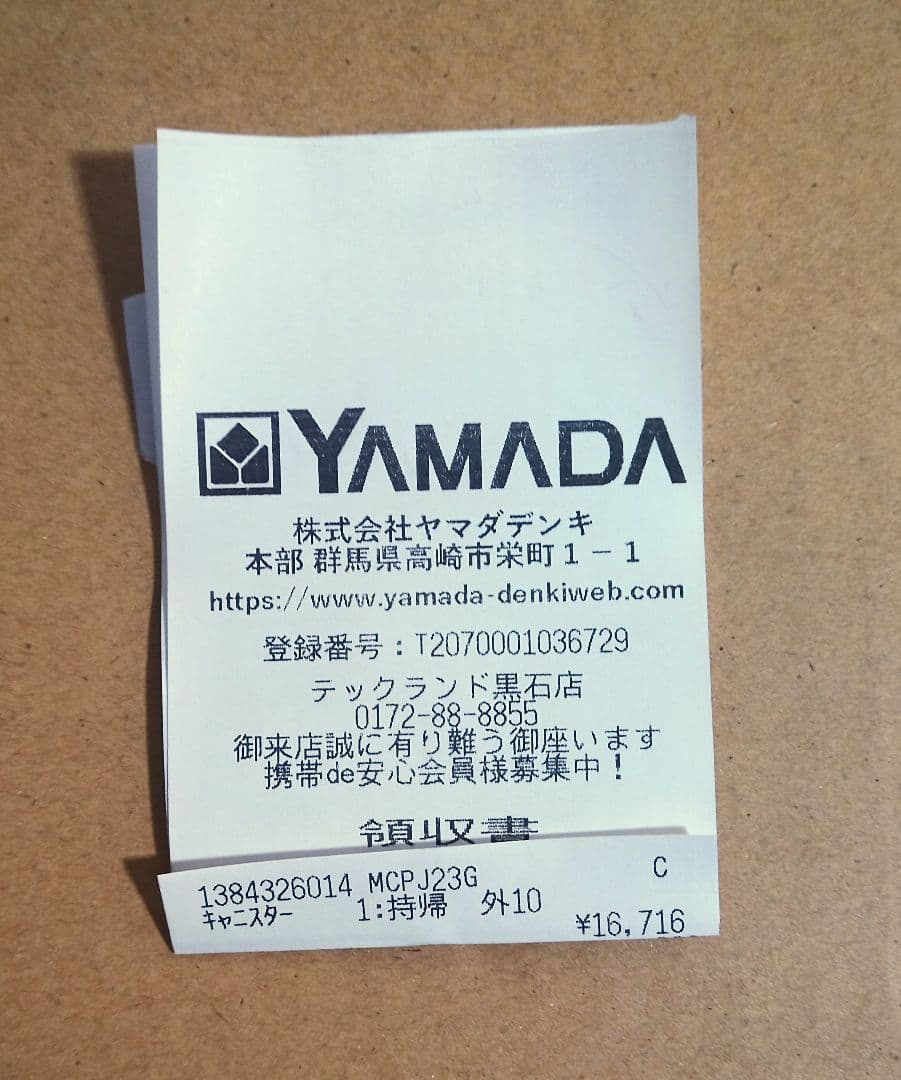 YAMADA
株式会社ヤマダデンキ
本部 群馬県高崎市栄町1-1
https://www.yamada-denkiweb.com
登録番号:T2070001036729
テックランド黒石店
0172-88-8855
御来店誠に有り難う御座います
携帯de安心会員様募集中!
領収書
1384326014 MCPJ23G C
キャニスター 1:持帰 外10
¥16,716